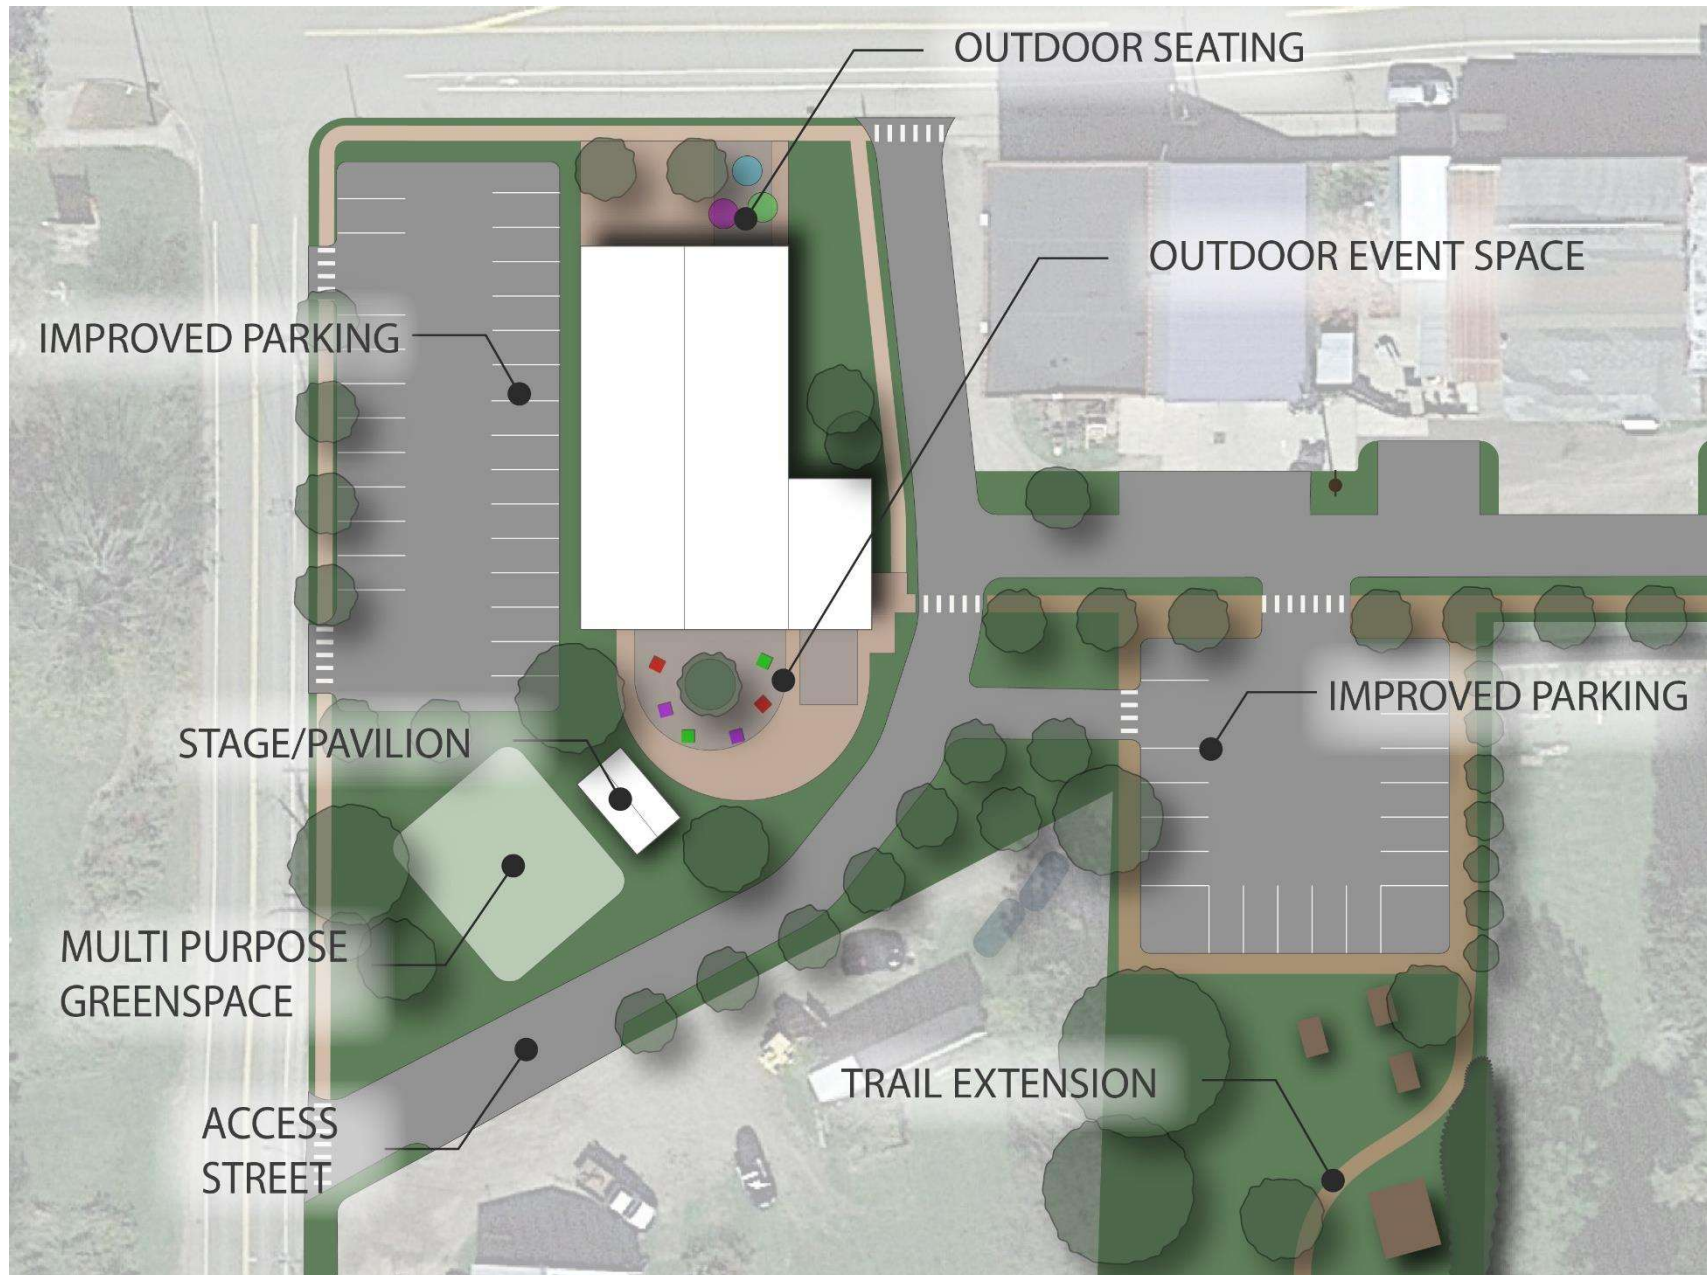 OUTDOOR SEATING
OUTDOOR EVENT SPACE
IMPROVED PARKING
IMPROVED PARKING
STAGE/PAVILION
MULTI PURPOSE
GREENSPACE
TRAIL EXTENSION
ACCESS
STREET